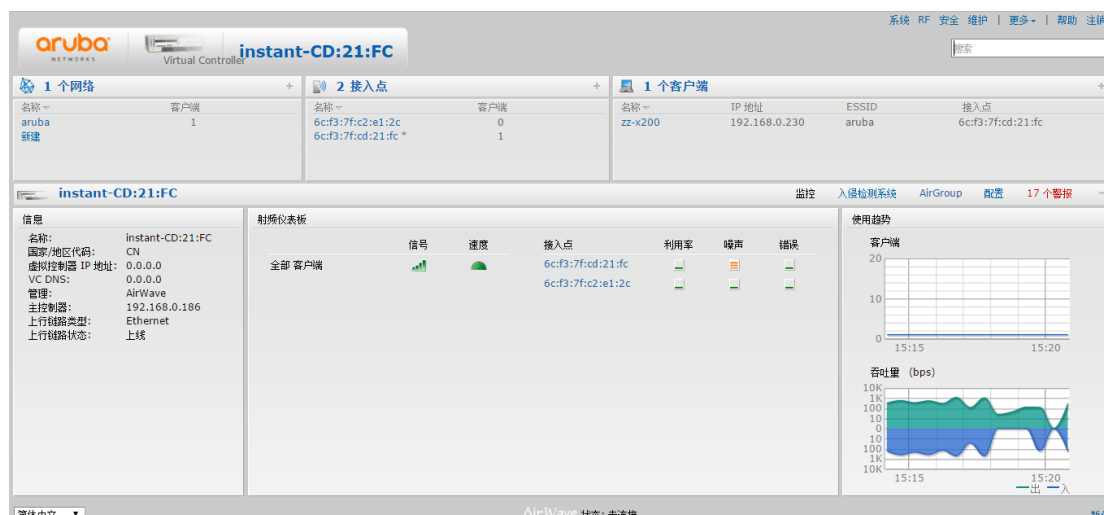 系统 RF 安全 维护 | 更多 | 帮助 注销
aruba
NETWORKS
Virtual Controller
instant-CD:21:FC
搜索
1 个网络 +
名称 客户端
aruba 1
新建
2 接入点 +
名称 客户端
6c:f3:7f:c2:e1:2c 0
6c:f3:7f:cd:21:fc * 1
1 个客户端 +
名称 IP 地址 ESSID 接入点
zz-x200 192.168.0.230 aruba 6c:f3:7f:cd:21:fc
instant-CD:21:FC
监控 入侵检测系统 AirGroup 配置 17 个警报
信息
名称: instant-CD:21:FC
国家/地区代码: CN
虚拟控制器 IP 地址: 0.0.0.0
VC DNS: 0.0.0.0
管理: AirWave
主控制器: 192.168.0.186
上行链路类型: Ethernet
上行链路状态: 上线
射频仪表板
信号 速度 接入点 利用率 噪声 错误
全部 客户端
6c:f3:7f:cd:21:fc
6c:f3:7f:c2:e1:2c
使用趋势
客户端
20
10
0
15:15 15:20
吞吐量 (bps)
10K
1K
100
10
0
10
100
1K
10K
15:15 15:20
出 入
简体中文
AirWave 状态: 未连接